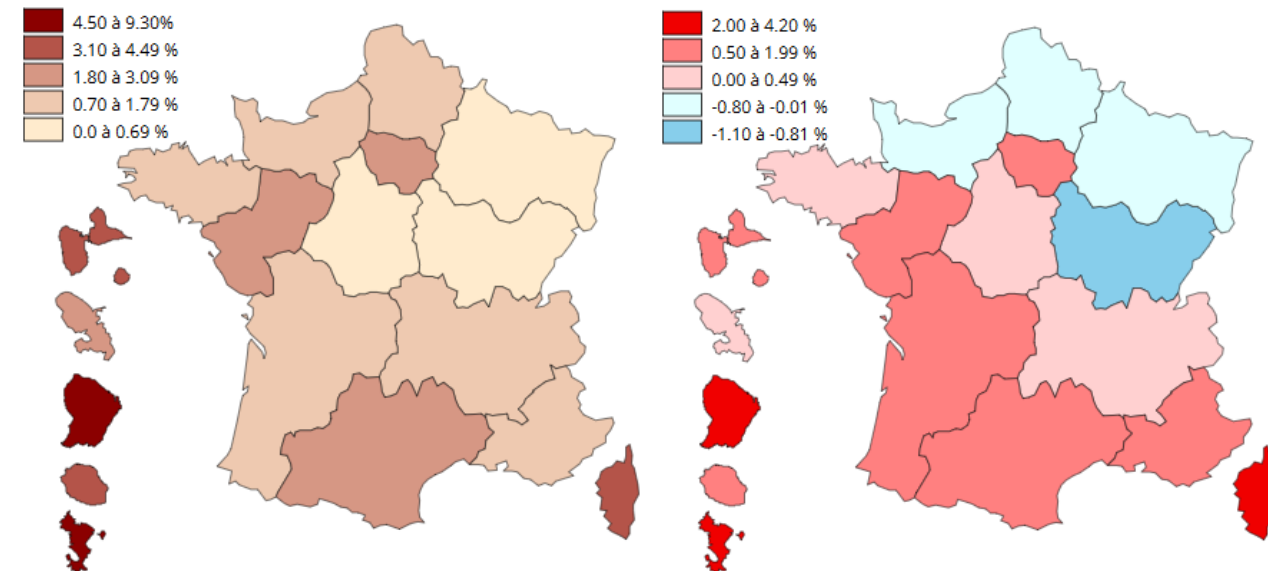 4.50 à 9.30%
3.10 à 4.49 %
1.80 à 3.09 %
0.70 à 1.79 %
0.0 à 0.69 %
2.00 à 4.20 %
0.50 à 1.99 %
0.00 à 0.49 %
-0.80 à -0.01 %
-1.10 à -0.81 %